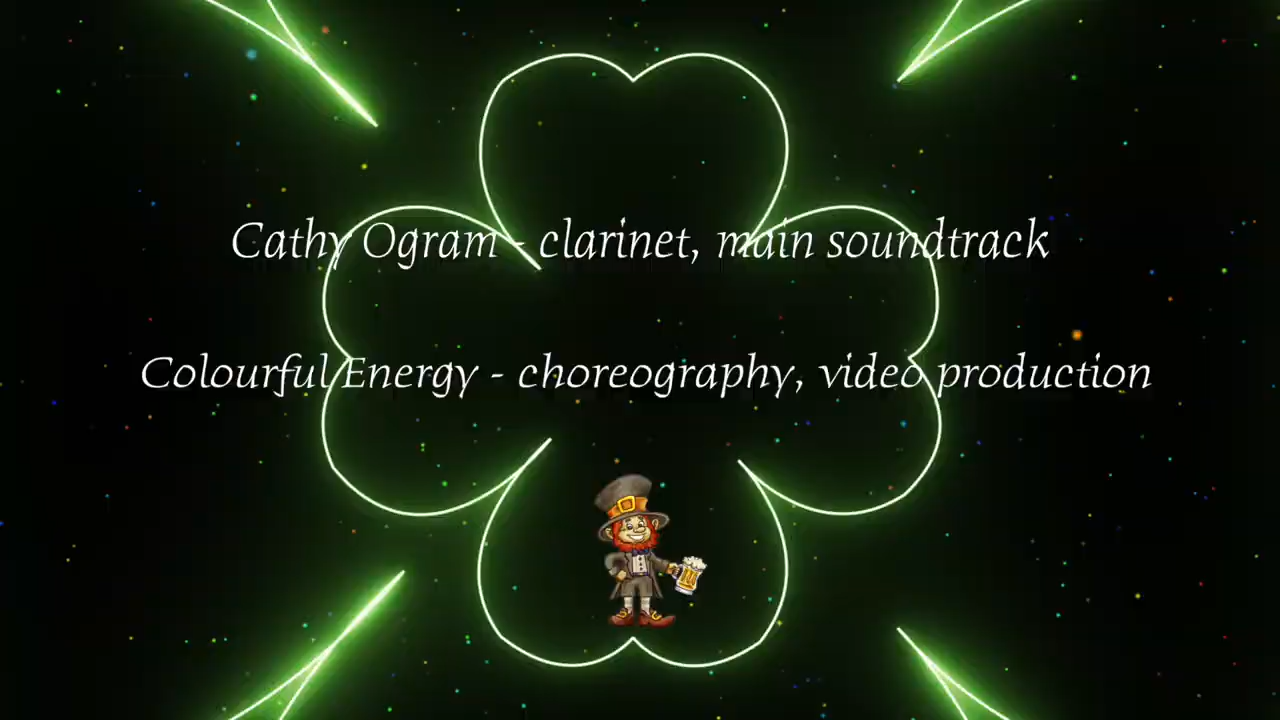 Cathy Ogram - clarinet, main soundtrack
Colourful Energy - choreography, video production